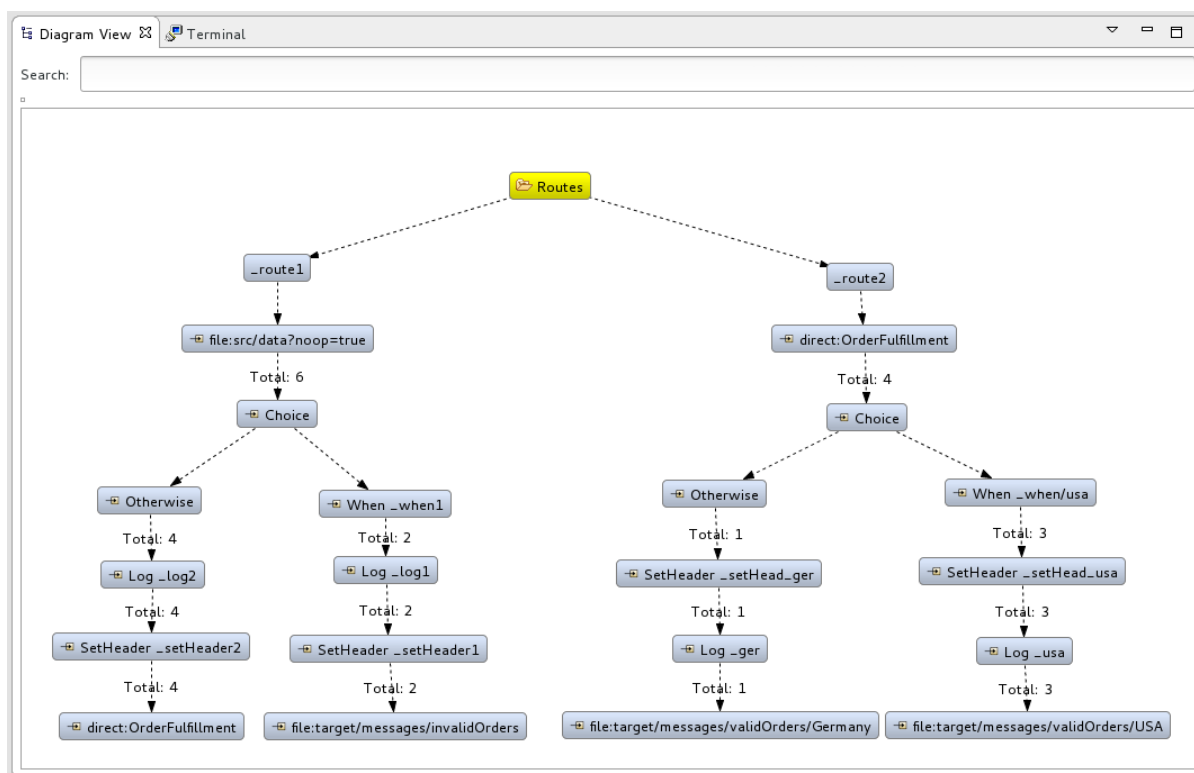 Diagram View Terminal
Search:
Routes
_route1
_route2
file:src/data?noop=true
direct:OrderFulfillment
Total: 6
Total: 4
Choice
Choice
Otherwise
When _when1
Otherwise
When _when/usa
Total: 4
Total: 2
Total: 1
Total: 3
Log _log2
Log _log1
SetHeader _setHead_ger
SetHeader _setHead_usa
Total: 4
Total: 2
Total: 1
Total: 3
SetHeader _setHeader2
SetHeader _setHeader1
Log _ger
Log _usa
Total: 4
Total: 2
Total: 1
Total: 3
direct:OrderFulfillment
file:target/messages/invalidOrders
file:target/messages/validOrders/Germany
file:target/messages/validOrders/USA